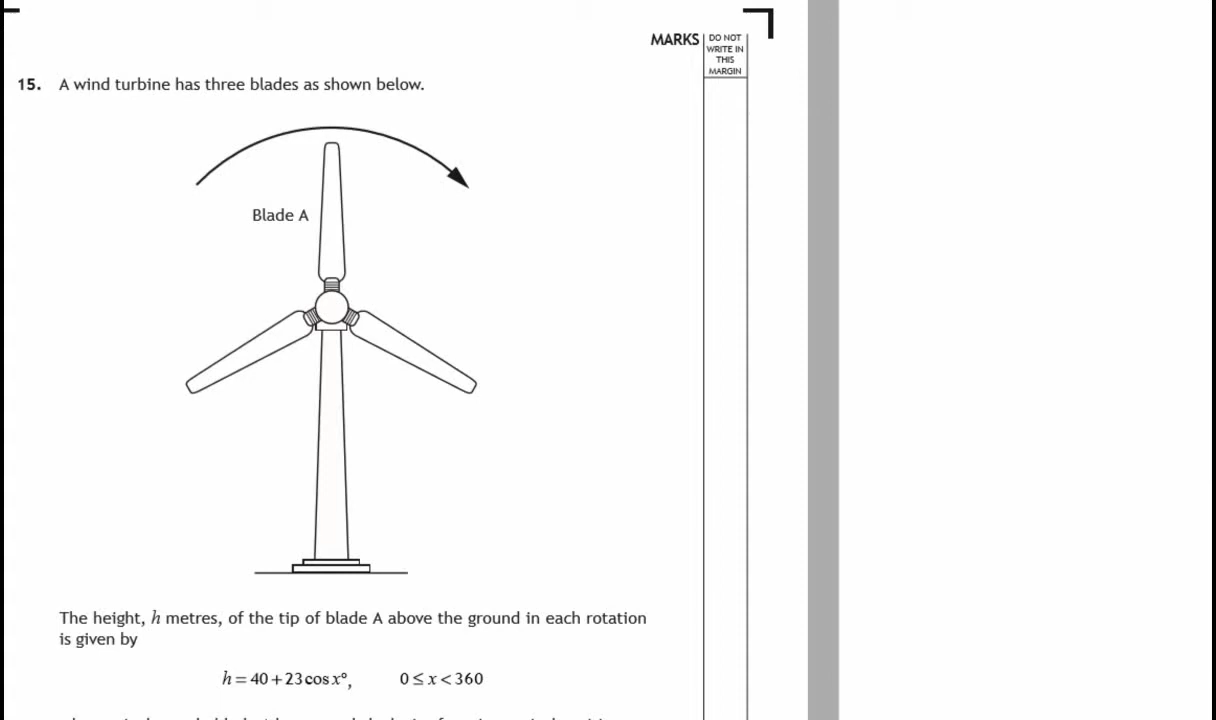 MARKS
DO NOT
WRITE IN
THIS
MARGIN
15. A wind turbine has three blades as shown below.
Blade A
The height, h metres, of the tip of blade A above the ground in each rotation
is given by
h = 40 + 23 cos x°, 0 ≤ x < 360